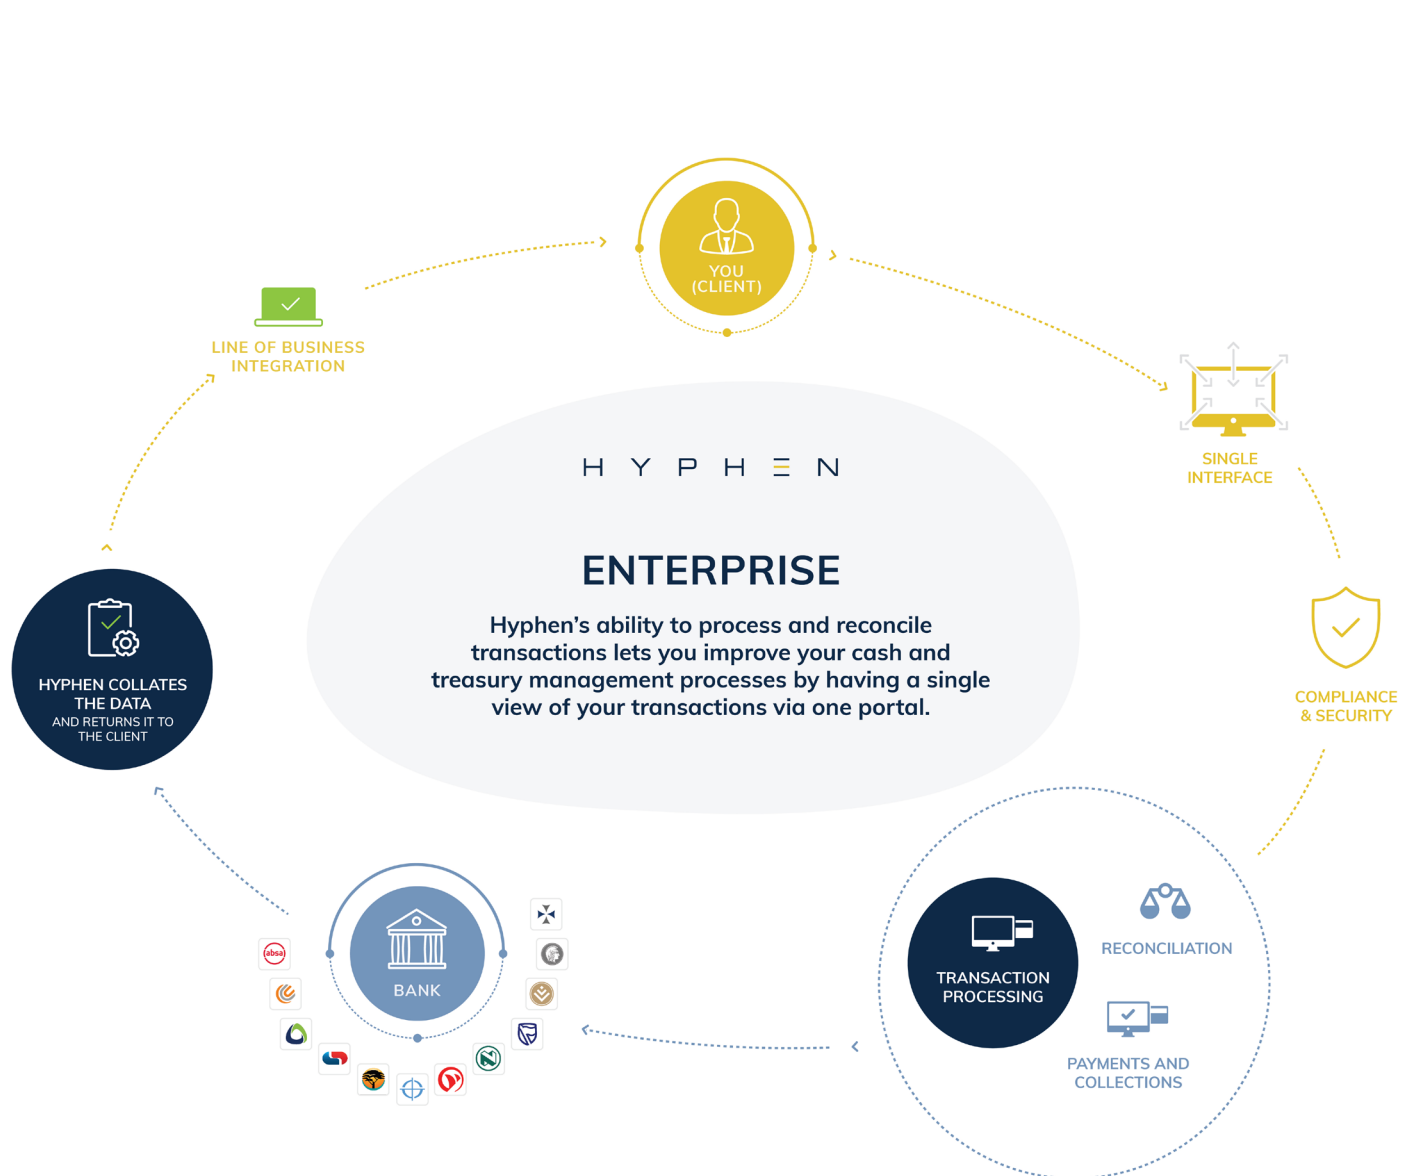 YOU
(CLIENT)
LINE OF BUSINESS
INTEGRATION
SINGLE
INTERFACE
HYPHEN
ENTERPRISE
Hyphen’s ability to process and reconcile
transactions lets you improve your cash and
treasury management processes by having a single
view of your transactions via one portal.
COMPLIANCE
& SECURITY
HYPHEN COLLATES
THE DATA
AND RETURNS IT TO
THE CLIENT
TRANSACTION
PROCESSING
RECONCILIATION
PAYMENTS AND
COLLECTIONS
BANK
absa